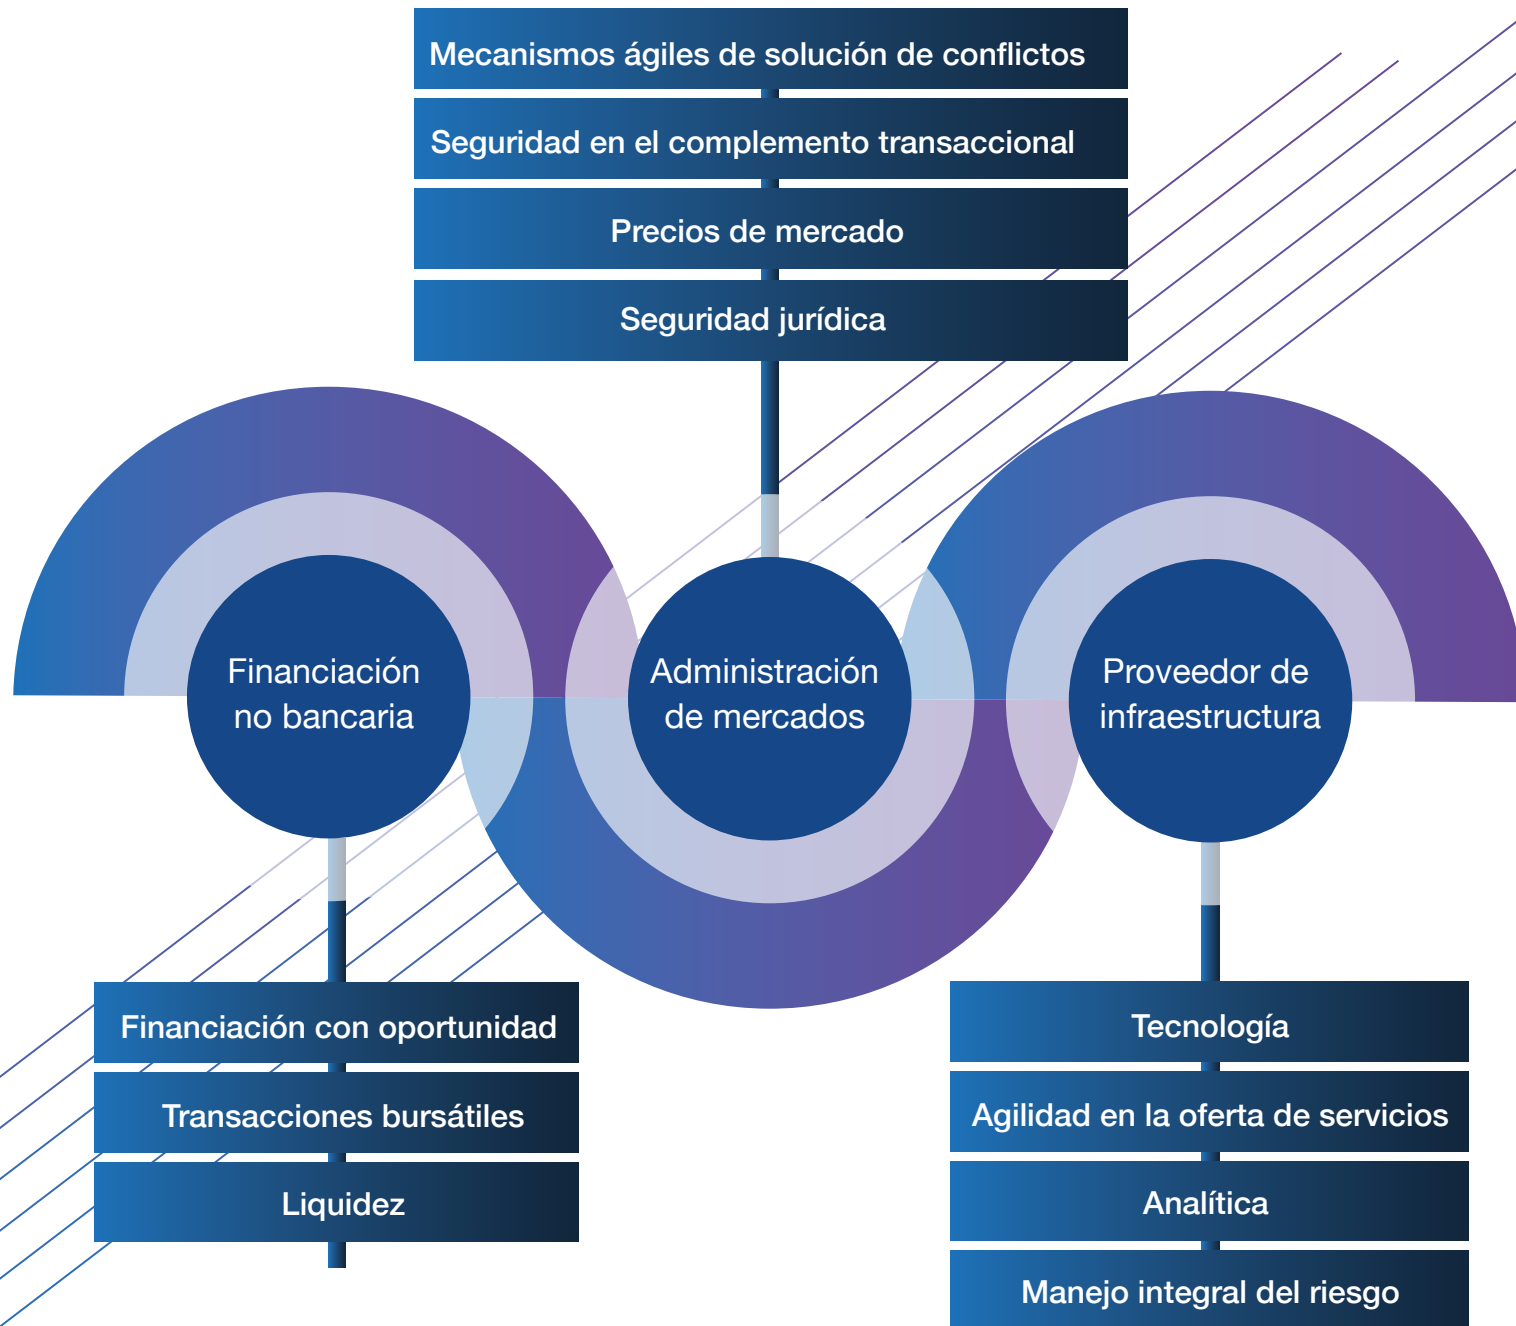 Mecanismos ágiles de solución de conflictos
Seguridad en el complemento transaccional
Precios de mercado
Seguridad jurídica
Financiación
no bancaria
Administración
de mercados
Proveedor de
infraestructura
Financiación con oportunidad
Transacciones bursátiles
Liquidez
Tecnología
Agilidad en la oferta de servicios
Analítica
Manejo integral del riesgo